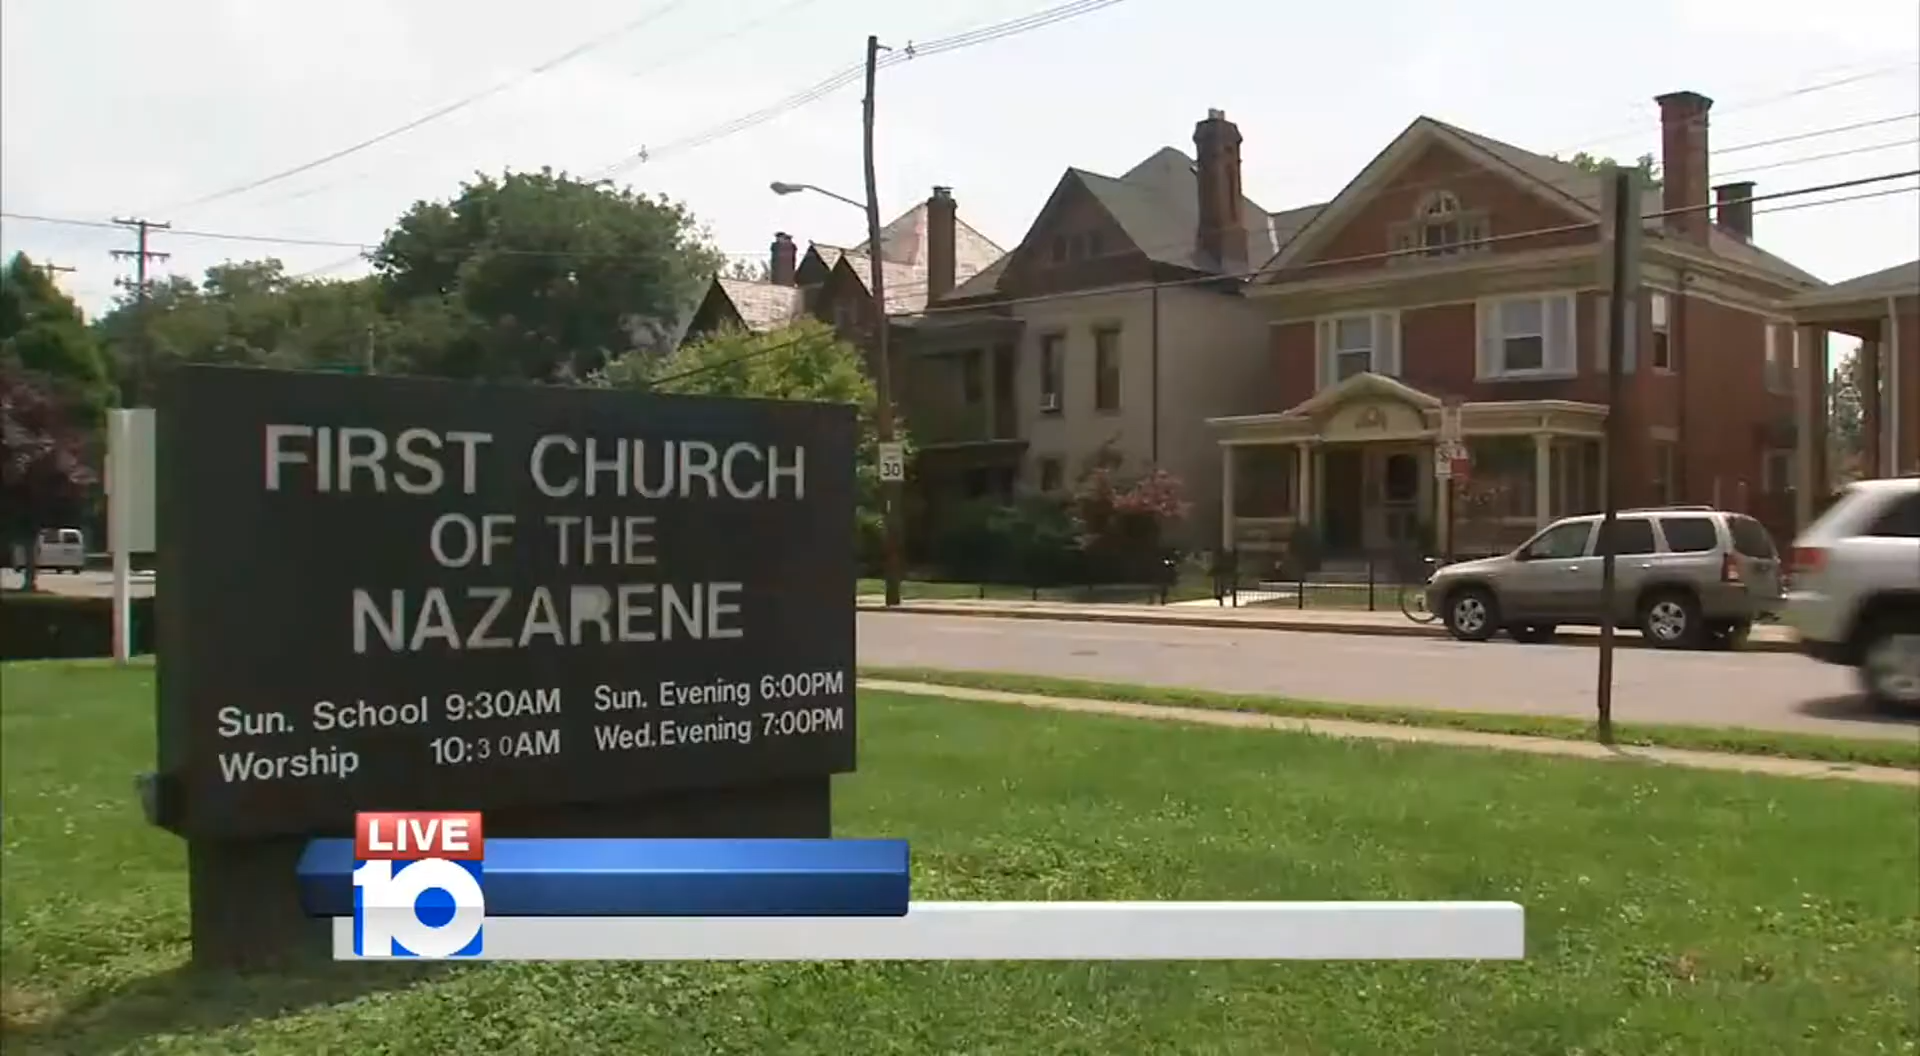 FIRST CHURCH
OF THE
NAZARENE
Sun. School 9:30AM Sun. Evening 6:00PM
Worship 10:30AM Wed. Evening 7:00PM
30
LIVE
10